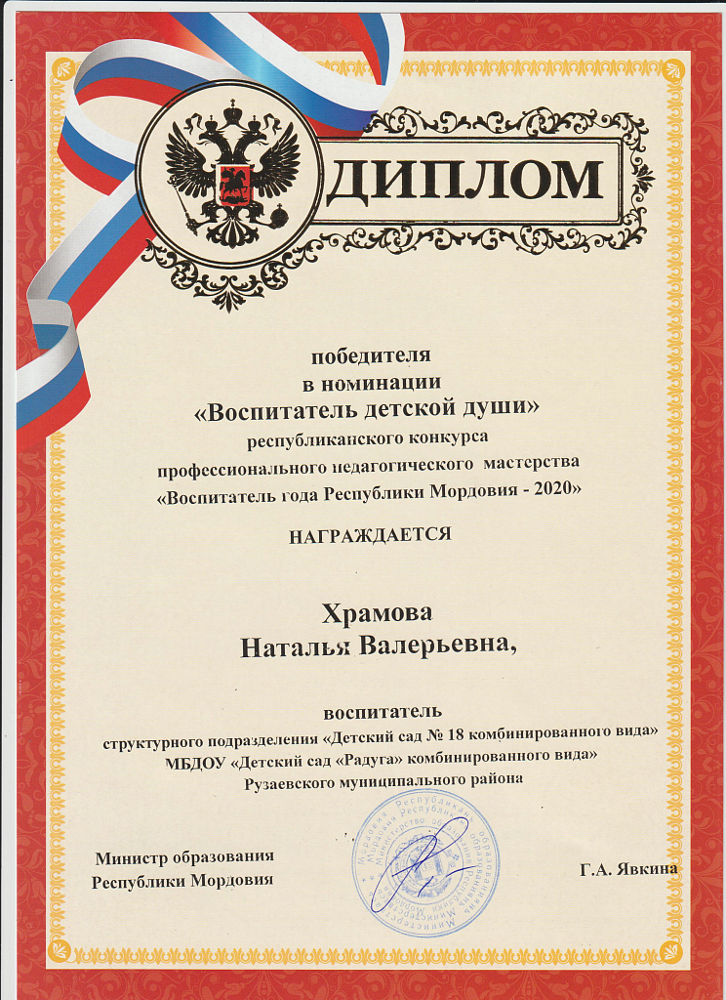 ДИПЛОМ
победителя
в номинации
«Воспитатель детской души»
республиканского конкурса
профессионального педагогического мастерства
«Воспитатель года Республики Мордовия - 2020»
НАГРАЖДАЕТСЯ
Храмова
Наталья Валерьевна,
воспитатель
структурного подразделения «Детский сад № 18 комбинированного вида»
МБДОУ «Детский сад «Радуга» комбинированного вида»
Рузаевского муниципального района
Министр образования
Республики Мордовия
Г.А. Явкина